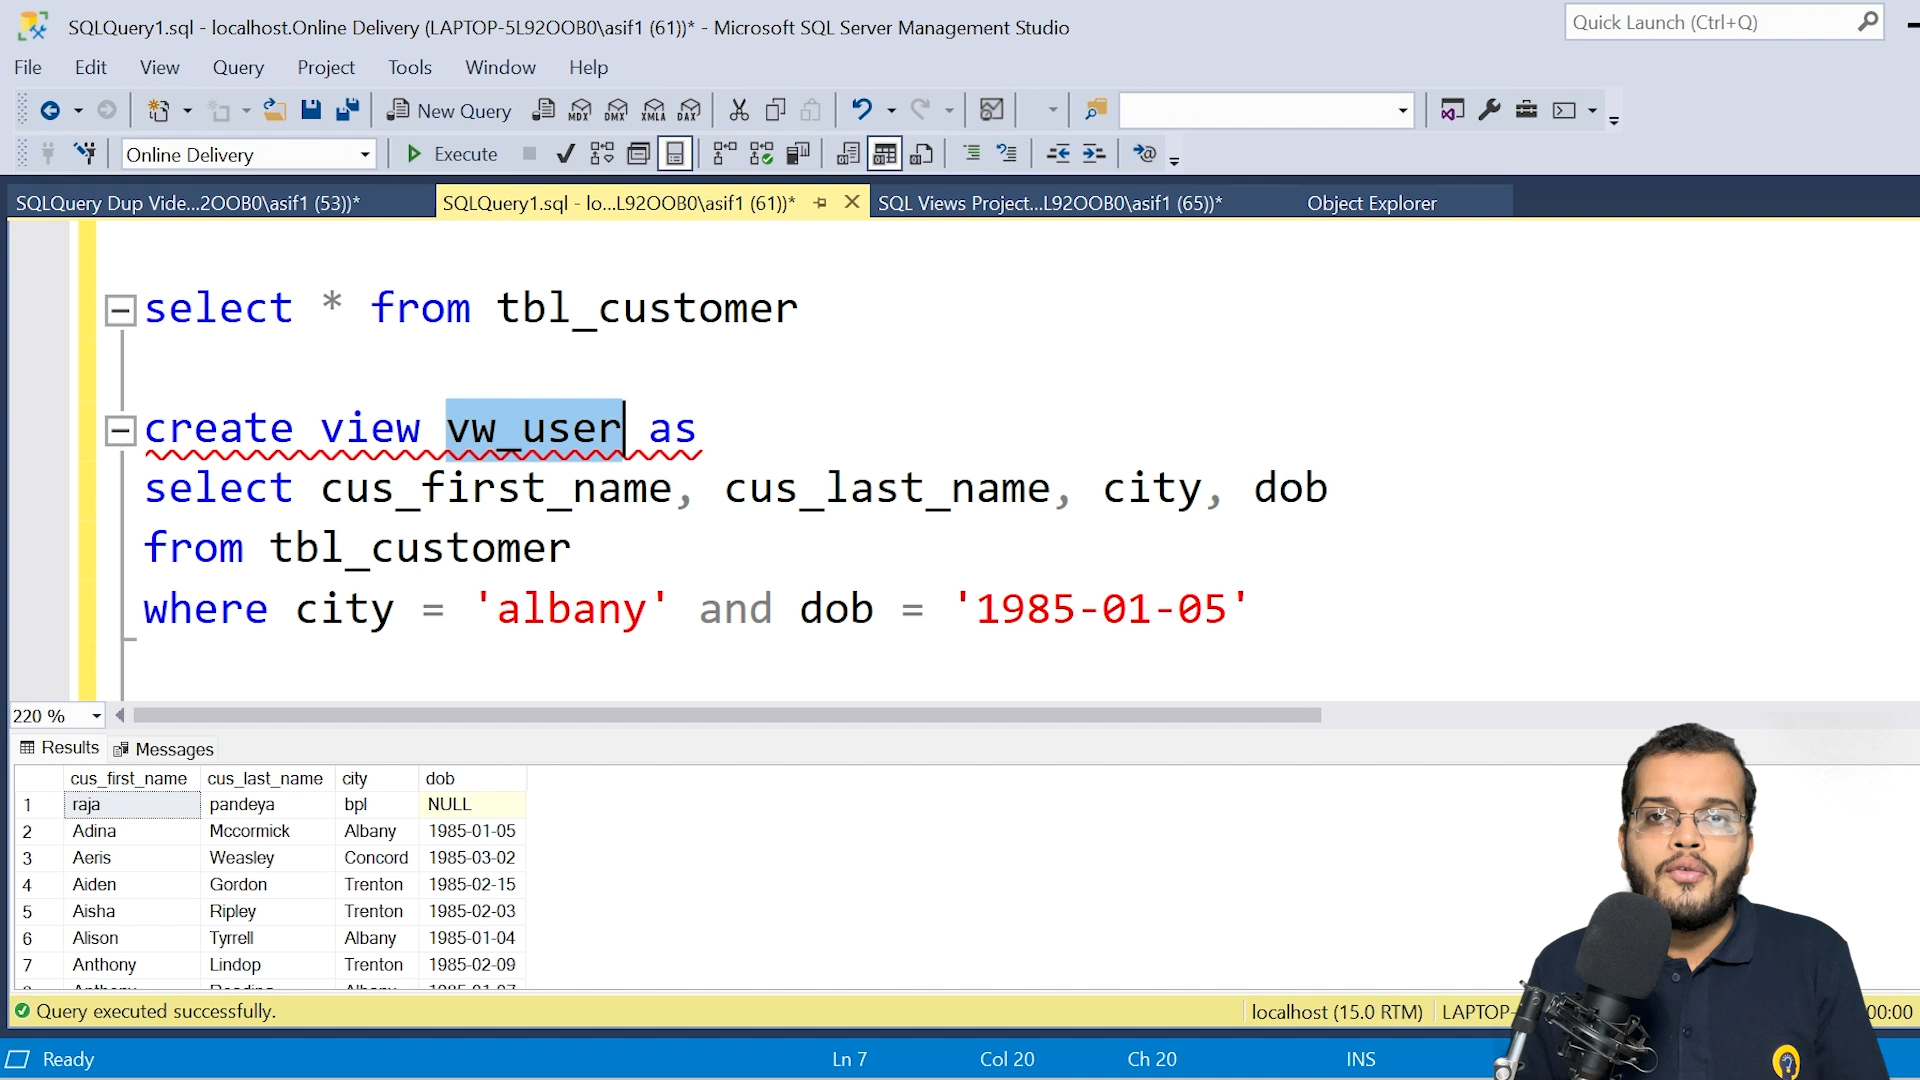 SQLQuery1.sql - localhost.Online Delivery (LAPTOP-5L92OOB0\asif1 (61))* - Microsoft SQL Server Management Studio
Quick Launch (Ctrl+Q)
File Edit View Query Project Tools Window Help
New Query MDX DMX XMLA DAX
Online Delivery Execute
SQLQuery Dup Vide...2OOB0\asif1 (53))* SQLQuery1.sql - lo...L92OOB0\asif1 (61))* SQL Views Project...L92OOB0\asif1 (65))* Object Explorer
select * from tbl_customer
create view vw_user as
select cus_first_name, cus_last_name, city, dob
from tbl_customer
where city = 'albany' and dob = '1985-01-05'
220 %
Results Messages
cus_first_name cus_last_name city dob
1 raja pandeya bpl NULL
2 Adina Mccormick Albany 1985-01-05
3 Aeris Weasley Concord 1985-03-02
4 Aiden Gordon Trenton 1985-02-15
5 Aisha Ripley Trenton 1985-02-03
6 Alison Tyrrell Albany 1985-01-04
7 Anthony Lindop Trenton 1985-02-09
Query executed successfully. localhost (15.0 RTM) LAPTOP- 00:00
Ready Ln 7 Col 20 Ch 20 INS